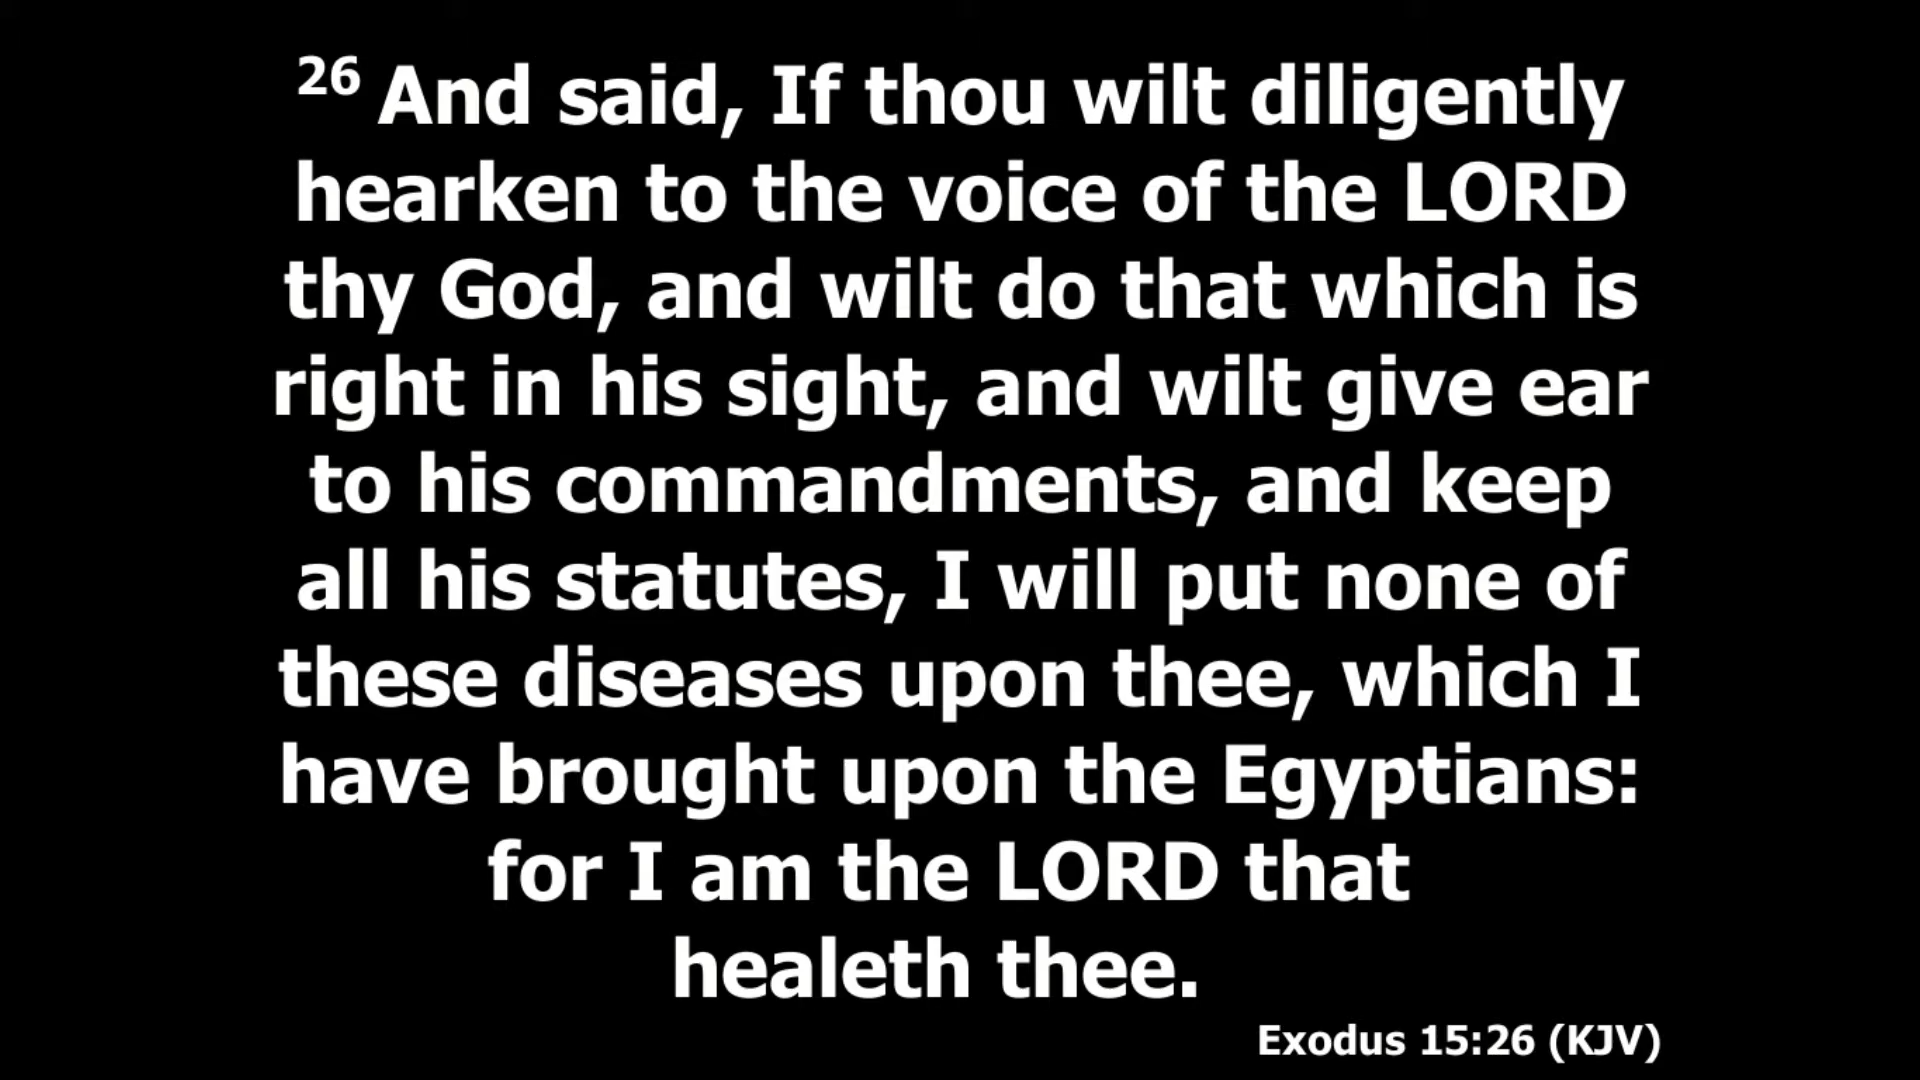 26 And said, If thou wilt diligently
hearken to the voice of the LORD
thy God, and wilt do that which is
right in his sight, and wilt give ear
to his commandments, and keep
all his statutes, I will put none of
these diseases upon thee, which I
have brought upon the Egyptians:
for I am the LORD that
healeth thee.
Exodus 15:26 (KJV)